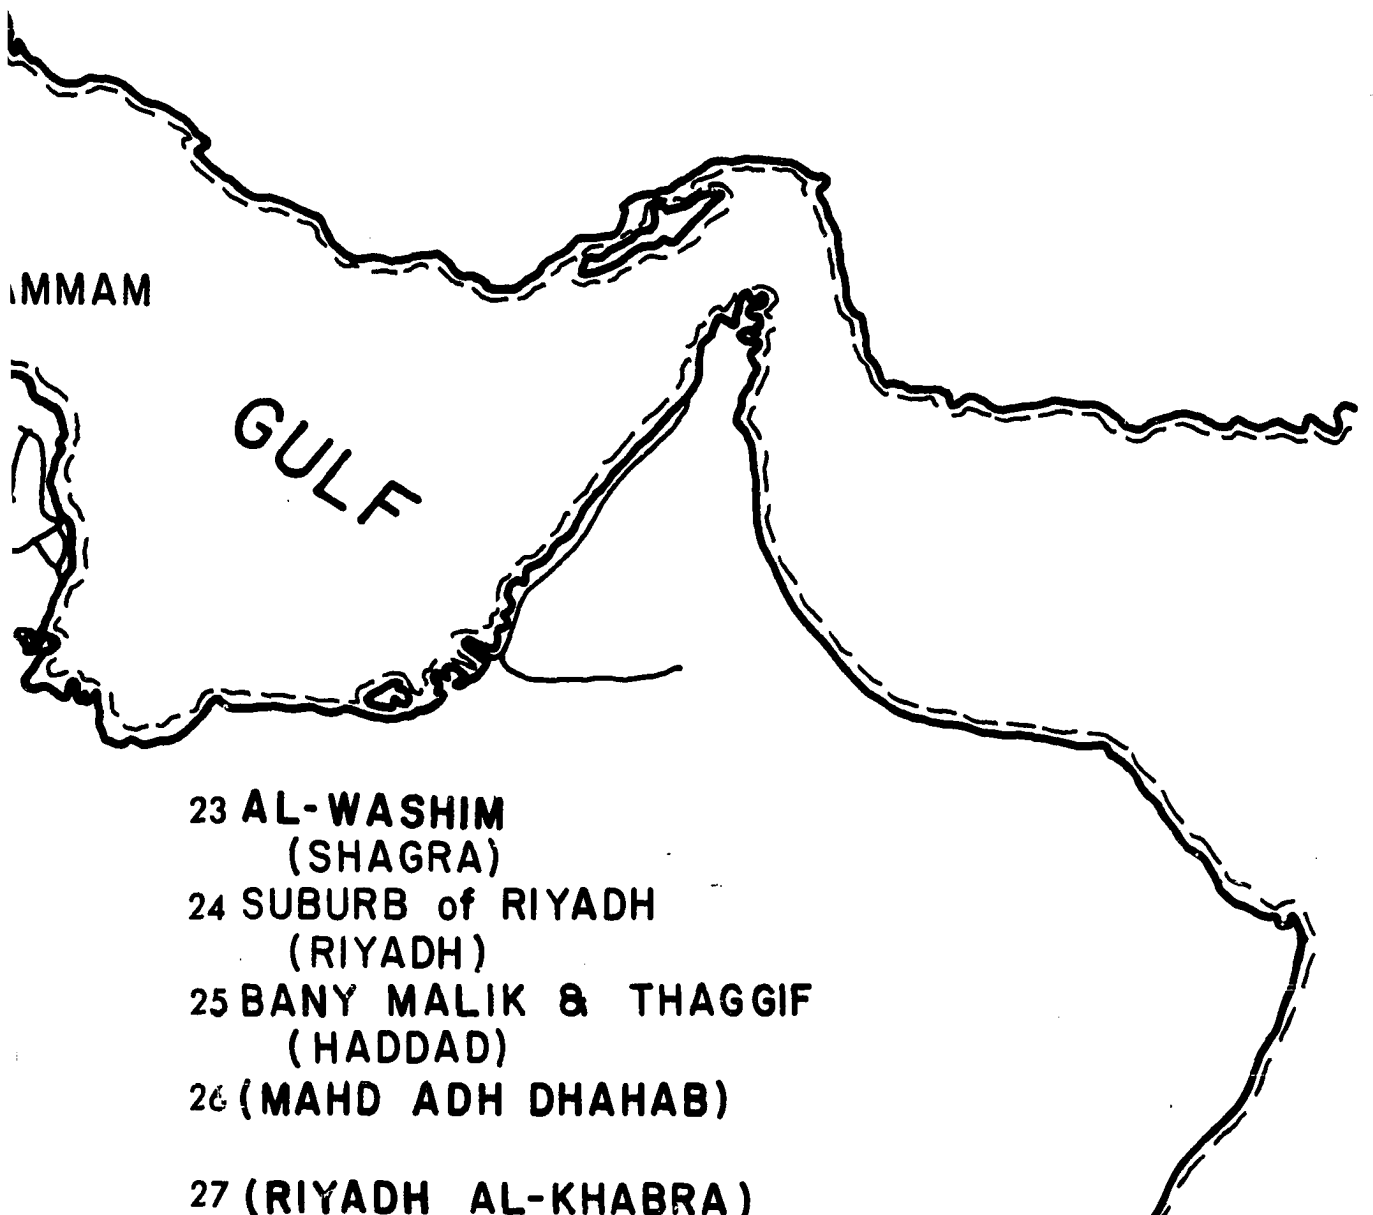 AMMAM
GULF
23 AL-WASHIM
(SHAGRA)
24 SUBURB of RIYADH
(RIYADH)
25 BANY MALIK & THAGGIF
(HADDAD)
26 (MAHD ADH DHAHAB)
27 (RIYADH AL-KHABRA)